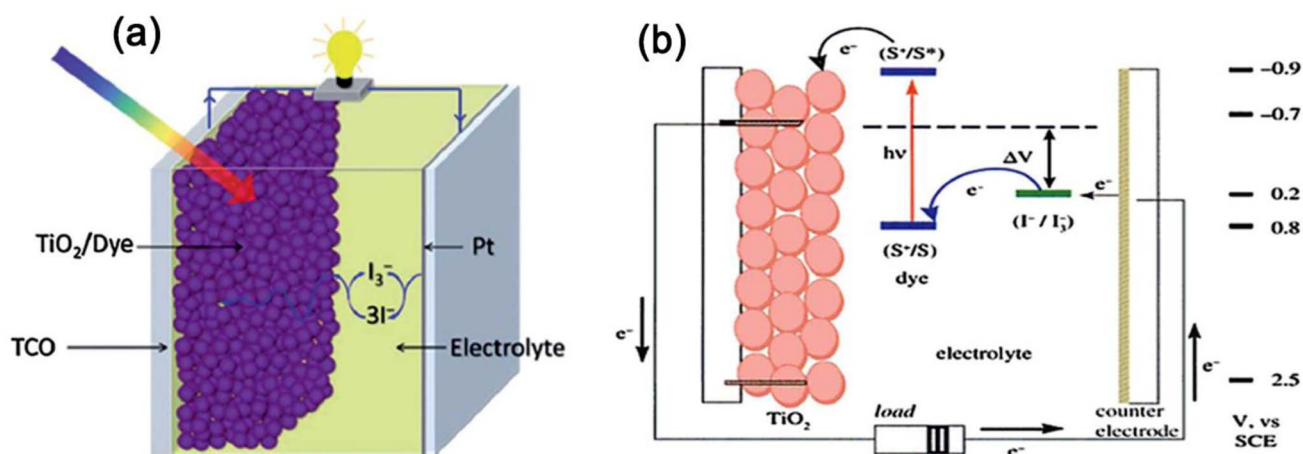 (a)
TiO₂/Dye
TCO
I₃⁻
3I⁻
Pt
Electrolyte
(b)
e⁻
(S⁺/S*)
hν
ΔV
e⁻
e⁻
(I⁻ / I₃⁻)
(S⁺/S)
dye
e⁻
electrolyte
e⁻
TiO₂
load
e⁻
counter
electrode
−0.9
−0.7
0.2
0.8
2.5
V, vs
SCE